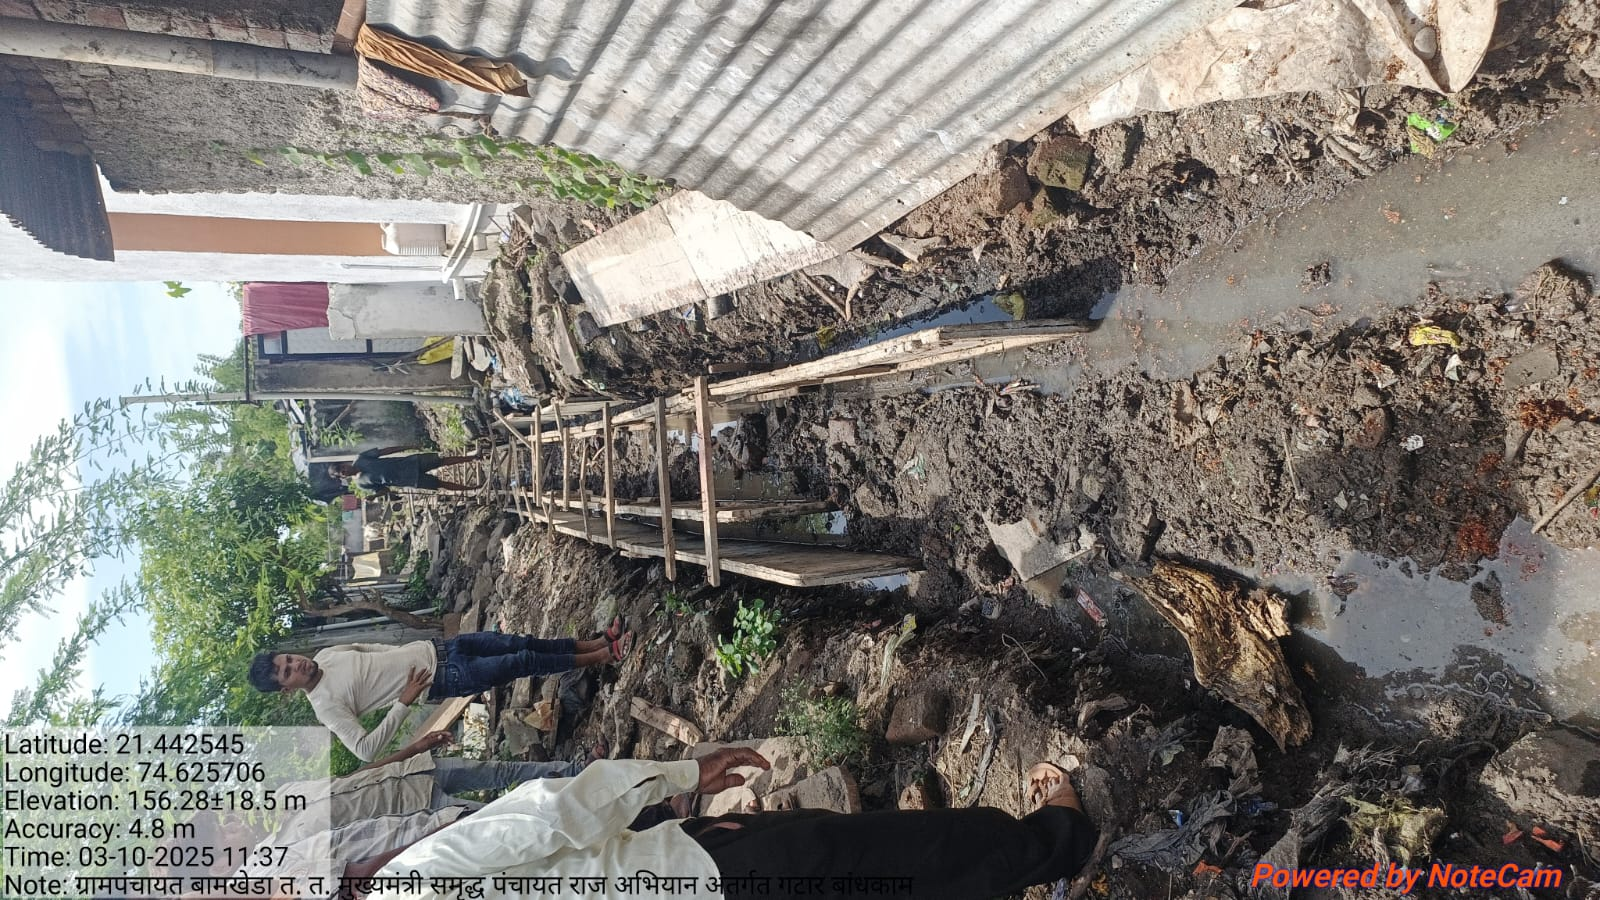 Latitude: 21.442545
Longitude: 74.625706
Elevation: 156.28±18.5 m
Accuracy: 4.8 m
Time: 03-10-2025 11:37
Note: ग्रामपंचायत बामखेडा त. त. मुख्यमंत्री समृद्ध पंचायत राज अभियान अंतर्गत गटार बांधकाम
Powered by NoteCam